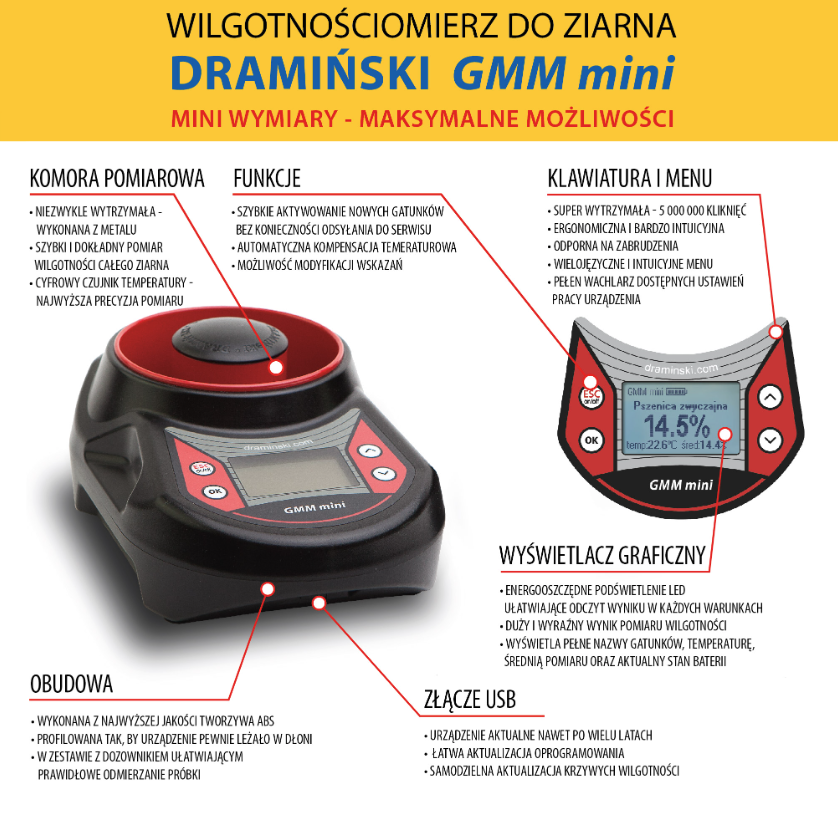 WILGOTNOŚCIOMIERZ DO ZIARNA
DRAMIŃSKI GMM mini
MINI WYMIARY - MAKSYMALNE MOŻLIWOŚCI
KOMORA POMIAROWA
• NIEZWYKLE WYTRZYMAŁA -
WYKONANA Z METALU
• SZYBKI I DOKŁADNY POMIAR
WILGOTNOŚCI CAŁEGO ZIARNA
• CYFROWY CZUJNIK TEMPERATURY -
NAJWYŻSZA PRECYZJA POMIARU
FUNKCJE
• SZYBKIE AKTYWOWANIE NOWYCH GATUNKÓW
BEZ KONIECZNOŚCI ODSYŁANIA DO SERWISU
• AUTOMATYCZNA KOMPENSACJA TEMERATUROWA
• MOŻLIWOŚĆ MODYFIKACJI WSKAZAŃ
KLAWIATURA I MENU
• SUPER WYTRZYMAŁA - 5 000 000 KLIKNIĘĆ
• ERGONOMICZNA I BARDZO INTUICYJNA
• ODPORNA NA ZABRUDZENIA
• WIELOJĘZYCZNE I INTUICYJNE MENU
• PEŁEN WACHLARZ DOSTĘPNYCH USTAWIEŃ
PRACY URZĄDZENIA
draminski.com
ESC
on/off
OK
GMM mini
Pszenica zwyczajna
14.5%
temp:22.6°C śred:14.4%
GMM mini
draminski.com
ESC
on/off
OK
GMM mini
WYŚWIETLACZ GRAFICZNY
• ENERGOOSZCZĘDNE PODŚWIETLENIE LED
UŁATWIAJĄCE ODCZYT WYNIKU W KAŻDYCH WARUNKACH
• DUŻY I WYRAŹNY WYNIK POMIARU WILGOTNOŚCI
• WYŚWIETLA PEŁNE NAZWY GATUNKÓW, TEMPERATURĘ,
ŚREDNIĄ POMIARU ORAZ AKTUALNY STAN BATERII
OBUDOWA
• WYKONANA Z NAJWYŻSZEJ JAKOŚCI TWORZYWA ABS
• PROFILOWANA TAK, BY URZĄDZENIE PEWNIE LEŻAŁO W DŁONI
• W ZESTAWIE Z DOZOWNIKIEM UŁATWIAJĄCYM
PRAWIDŁOWE ODMIERZANIE PRÓBKI
ZŁĄCZE USB
• URZĄDZENIE AKTUALNE NAWET PO WIELU LATACH
• ŁATWA AKTUALIZACJA OPROGRAMOWANIA
• SAMODZIELNA AKTUALIZACJA KRZYWYCH WILGOTNOŚCI